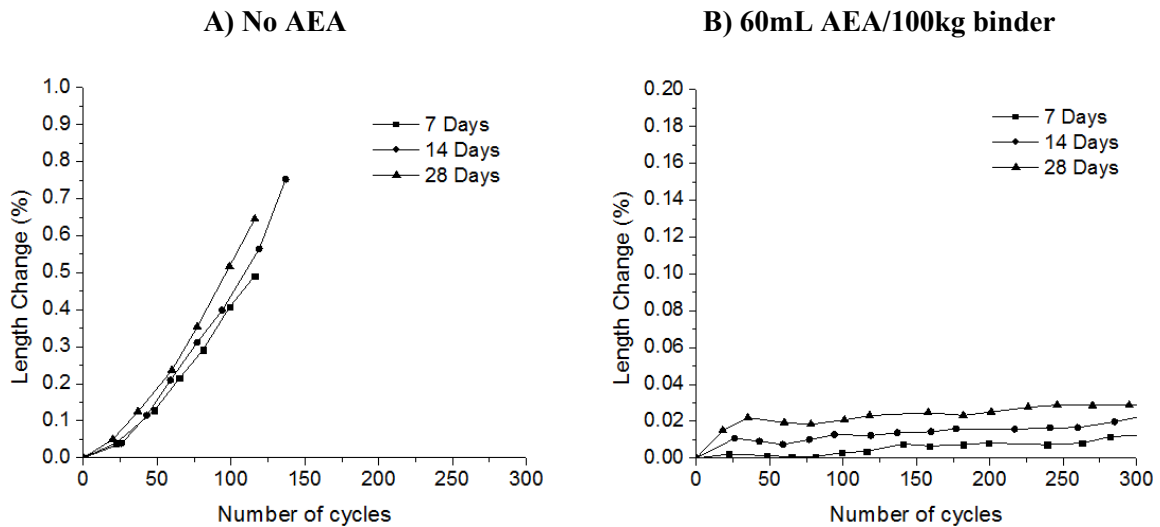 A) No AEA
1.0
0.9
0.8
0.7
0.6
0.5
0.4
0.3
0.2
0.1
0.0
Length Change (%)
7 Days
14 Days
28 Days
0 50 100 150 200 250 300
Number of cycles
B) 60mL AEA/100kg binder
0.20
0.18
0.16
0.14
0.12
0.10
0.08
0.06
0.04
0.02
0.00
Length Change (%)
7 Days
14 Days
28 Days
0 50 100 150 200 250 300
Number of cycles